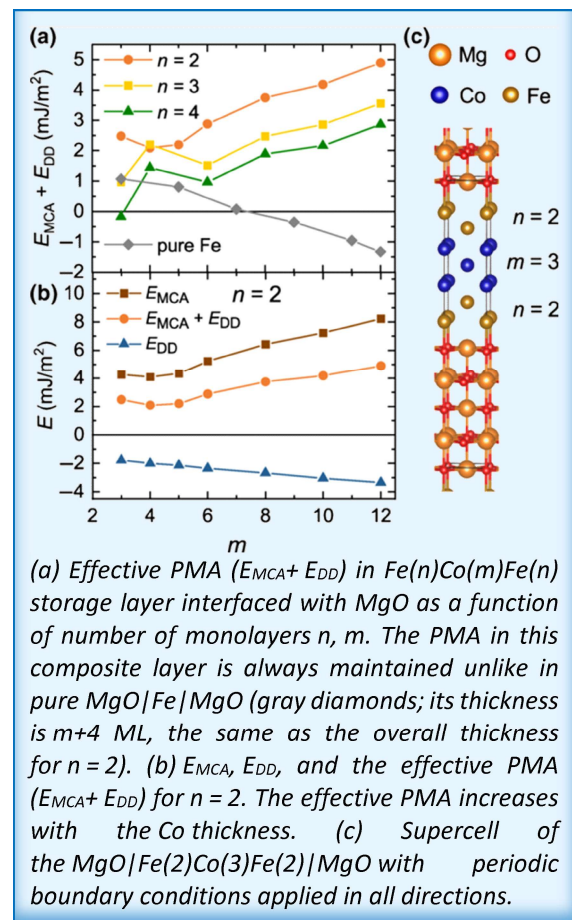 (a)
n = 2
n = 3
n = 4
pure Fe
E_MCA + E_DD (mJ/m²)
5
4
3
2
1
0
−1
−2
(b)
n = 2
E_MCA
E_MCA + E_DD
E_DD
E (mJ/m²)
10
8
6
4
2
0
−2
−4
2 4 6 8 10 12
m
(c)
Mg O
Co Fe
n = 2
m = 3
n = 2
(a) Effective PMA (E_MCA + E_DD) in Fe(n)Co(m)Fe(n)
storage layer interfaced with MgO as a function
of number of monolayers n, m. The PMA in this
composite layer is always maintained unlike in
pure MgO|Fe|MgO (gray diamonds; its thickness
is m+4 ML, the same as the overall thickness
for n = 2). (b) E_MCA, E_DD, and the effective PMA
(E_MCA + E_DD) for n = 2. The effective PMA increases
with the Co thickness. (c) Supercell of
the MgO|Fe(2)Co(3)Fe(2)|MgO with periodic
boundary conditions applied in all directions.